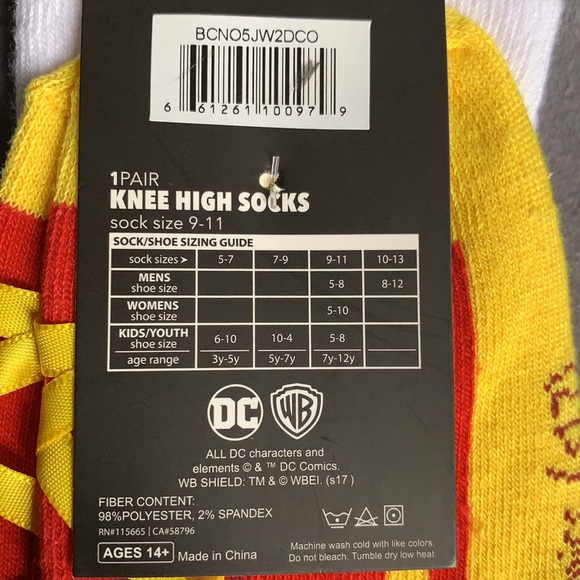 BCNO5JW2DCO
6 61261 10097 9
1PAIR
KNEE HIGH SOCKS
sock size 9-11
SOCK/SHOE SIZING GUIDE
sock sizes > 5-7 7-9 9-11 10-13
MENS
shoe size 5-8 8-12
WOMENS
shoe size 5-10
KIDS/YOUTH
shoe size 6-10 10-4 5-8
age range 3y-5y 5y-7y 7y-12y
DC WB
ALL DC characters and
elements © & ™ DC Comics.
WB SHIELD: TM & © WBEI. (s17)
FIBER CONTENT:
98%POLYESTER, 2% SPANDEX
RN#115665 | CA#58796
AGES 14+ Made in China
Machine wash cold with like colors.
Do not bleach. Tumble dry low heat.